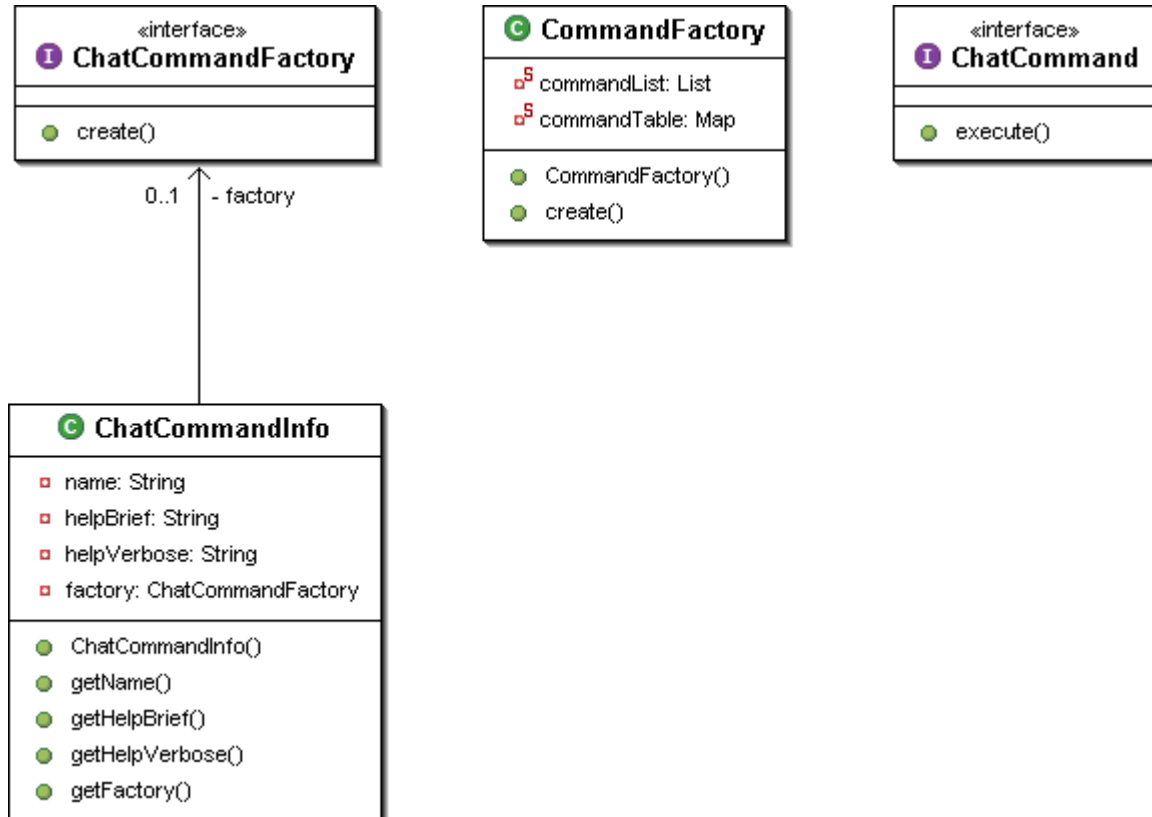 «interface»
I ChatCommandFactory
create()
0..1 - factory
C CommandFactory
S commandList: List
S commandTable: Map
CommandFactory()
create()
«interface»
I ChatCommand
execute()
C ChatCommandInfo
name: String
helpBrief: String
helpVerbose: String
factory: ChatCommandFactory
ChatCommandInfo()
getName()
getHelpBrief()
getHelpVerbose()
getFactory()